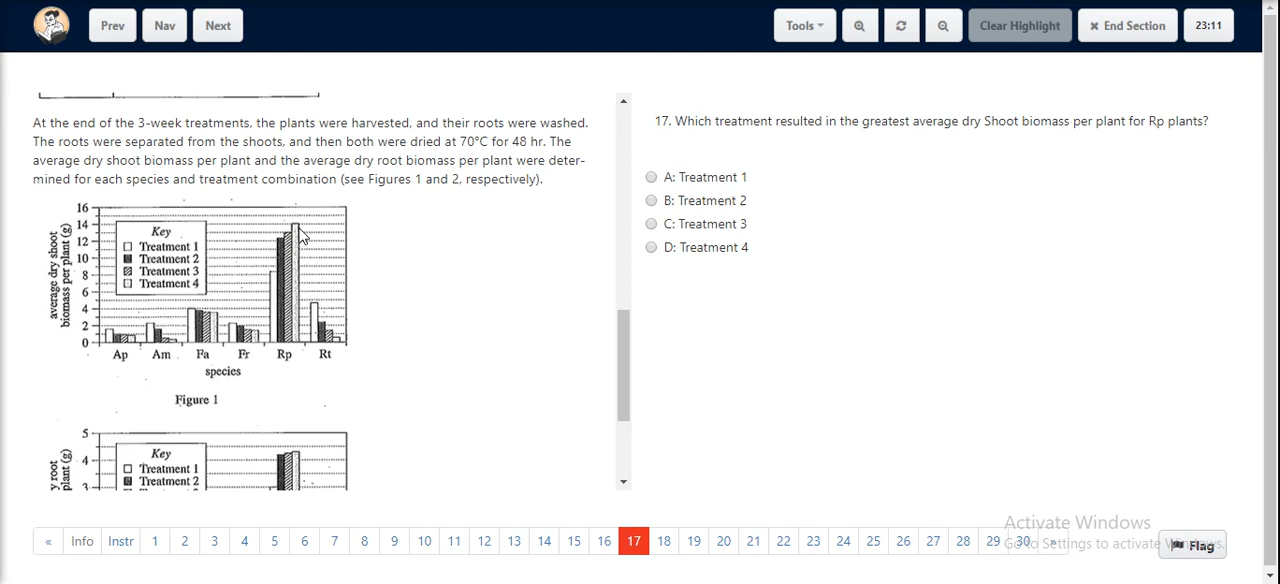 Prev
Nav
Next
Tools
Clear Highlight
✖ End Section
23:11
At the end of the 3-week treatments, the plants were harvested, and their roots were washed.
The roots were separated from the shoots, and then both were dried at 70°C for 48 hr. The
average dry shoot biomass per plant and the average dry root biomass per plant were deter-
mined for each species and treatment combination (see Figures 1 and 2, respectively).
average dry shoot
biomass per plant (g)
16
14
12
10
8
6
4
2
0
Key
Treatment 1
Treatment 2
Treatment 3
Treatment 4
Ap Am Fa Fr Rp Rt
species
Figure 1
y root
plant (g)
5
4
3
Key
Treatment 1
Treatment 2
17. Which treatment resulted in the greatest average dry Shoot biomass per plant for Rp plants?
A: Treatment 1
B: Treatment 2
C: Treatment 3
D: Treatment 4
« Info Instr 1 2 3 4 5 6 7 8 9 10 11 12 13 14 15 16 17 18 19 20 21 22 23 24 25 26 27 28 29 30 »
Activate Windows
Go to Settings to activate Windows.
Flag